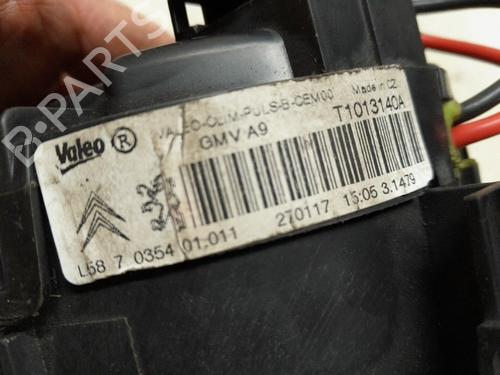 VALEO-CLIM-PULS-B-CEM00 Made in CZ
Valeo ® GMV A9 T1013140A
L58 7 0354 01.011 270117 15:05 3.1479
B-PARTS